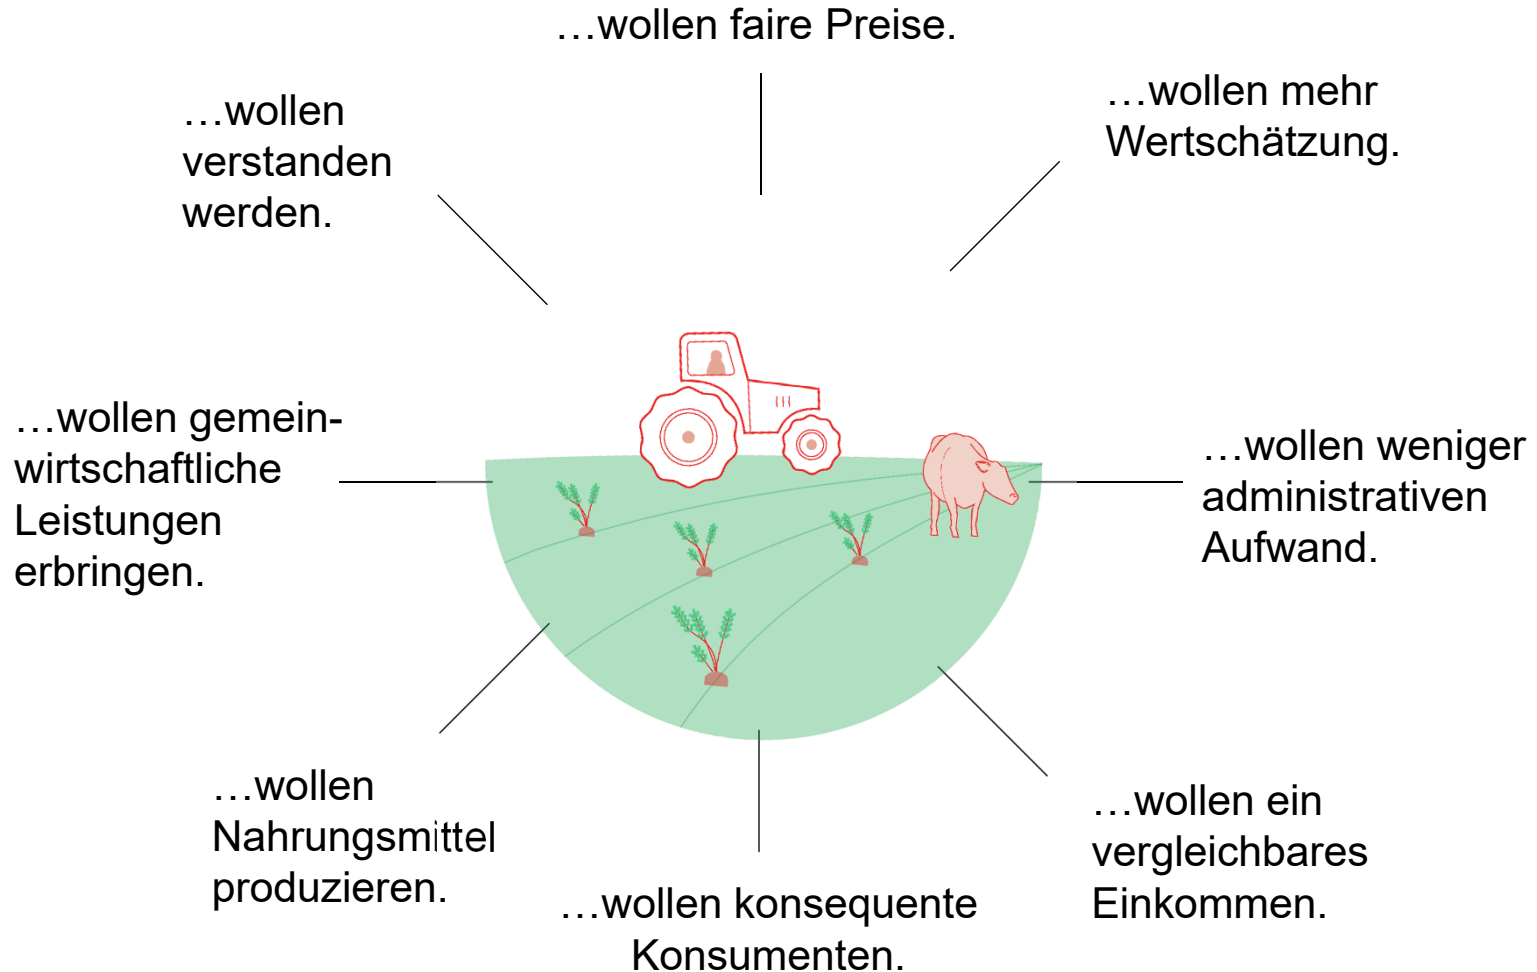 …wollen faire Preise.
…wollen mehr
Wertschätzung.
…wollen
verstanden
werden.
…wollen gemein-
wirtschaftliche
Leistungen
erbringen.
…wollen weniger
administrativen
Aufwand.
…wollen
Nahrungsmittel
produzieren.
…wollen ein
vergleichbares
Einkommen.
…wollen konsequente
Konsumenten.